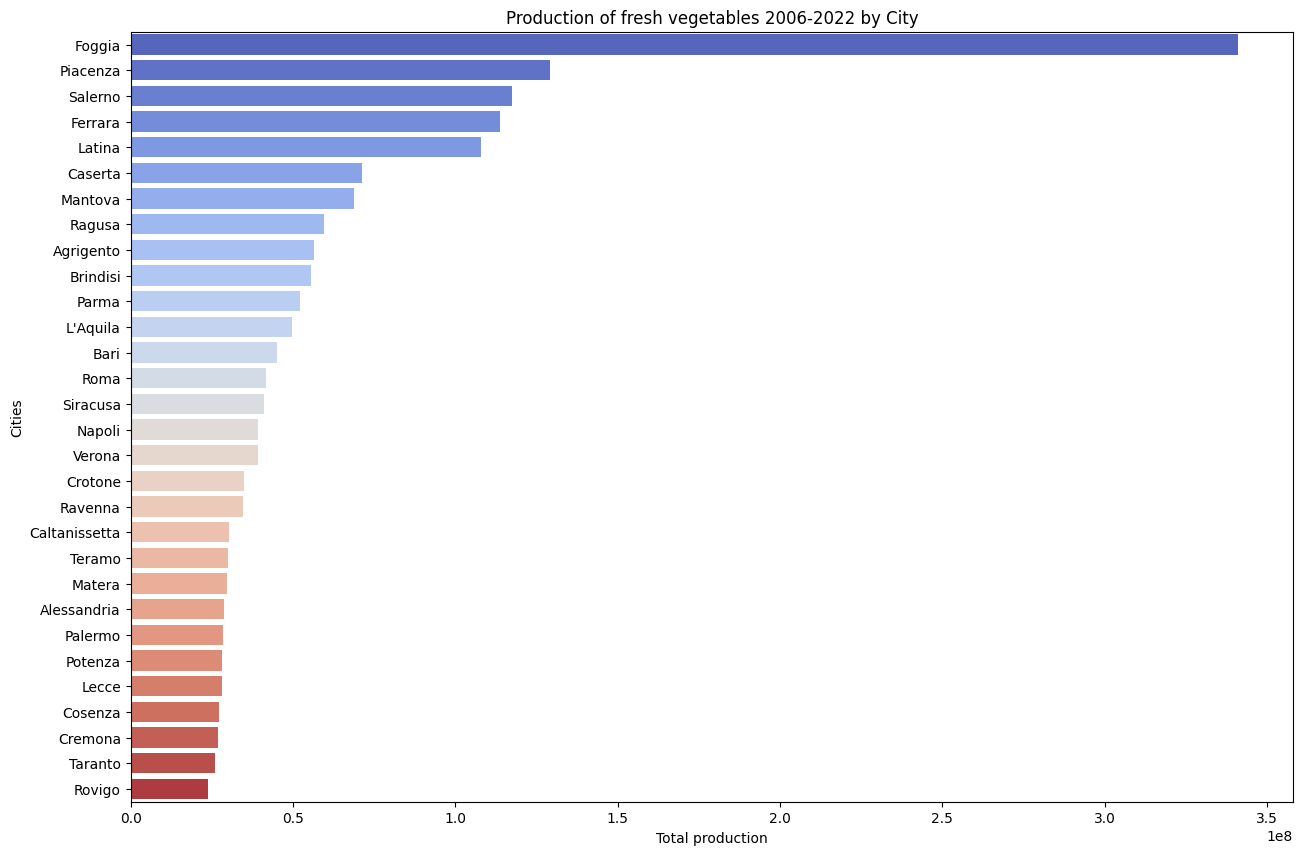 Production of fresh vegetables 2006-2022 by City
Foggia
Piacenza
Salerno
Ferrara
Latina
Caserta
Mantova
Ragusa
Agrigento
Brindisi
Parma
L'Aquila
Bari
Roma
Siracusa
Napoli
Verona
Crotone
Ravenna
Caltanissetta
Teramo
Matera
Alessandria
Palermo
Potenza
Lecce
Cosenza
Cremona
Taranto
Rovigo
Cities
0.0 0.5 1.0 1.5 2.0 2.5 3.0 3.5
1e8
Total production